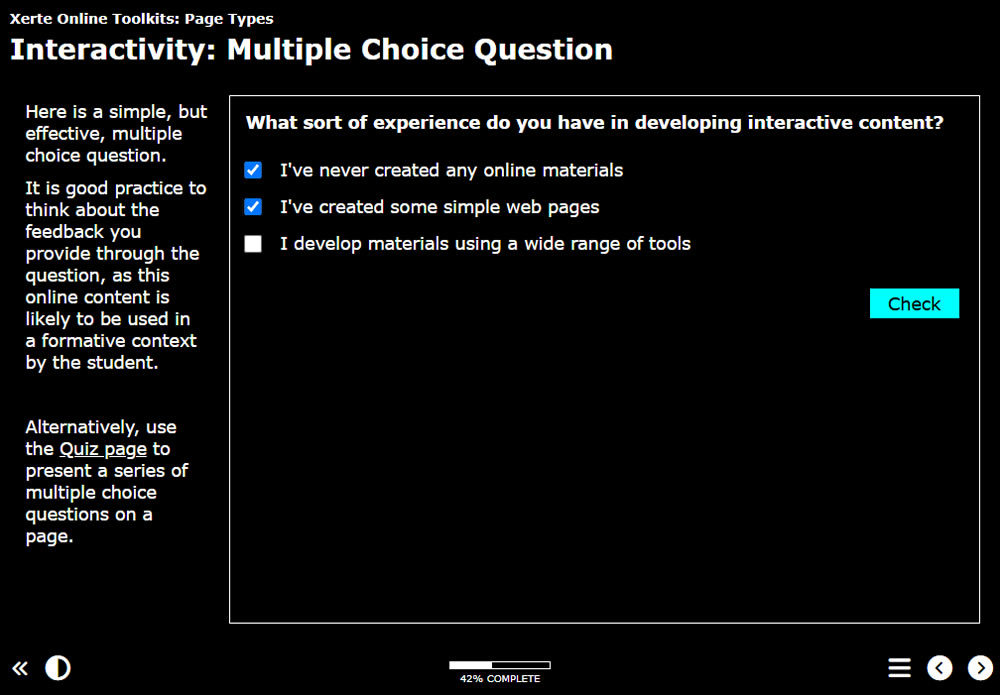 Xerte Online Toolkits: Page Types
Interactivity: Multiple Choice Question
Here is a simple, but
effective, multiple
choice question.
It is good practice to
think about the
feedback you
provide through the
question, as this
online content is
likely to be used in
a formative context
by the student.
Alternatively, use
the Quiz page to
present a series of
multiple choice
questions on a
page.
What sort of experience do you have in developing interactive content?
I've never created any online materials
I've created some simple web pages
I develop materials using a wide range of tools
Check
42% COMPLETE